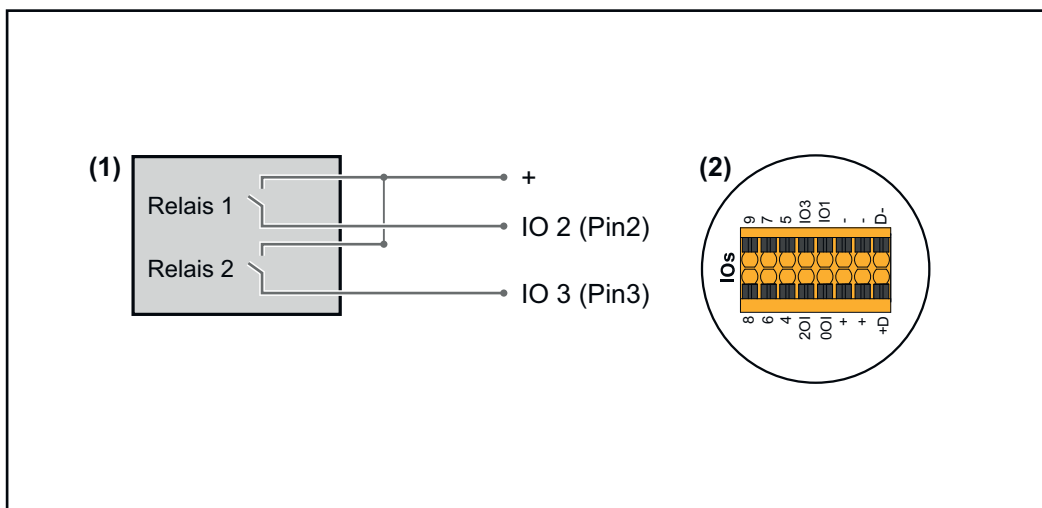 (1)
Relais 1
Relais 2
+
IO 2 (Pin2)
IO 3 (Pin3)
(2)
IOs
9 7 5 IO3 IO1 - - D-
8 6 4 IO2 IO0 + + D+